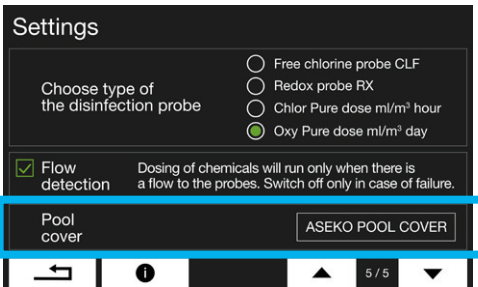 Settings
Choose type of
the disinfection probe
Free chlorine probe CLF
Redox probe RX
Chlor Pure dose ml/m³ hour
Oxy Pure dose ml/m³ day
Flow
detection
Dosing of chemicals will run only when there is
a flow to the probes. Switch off only in case of failure.
Pool
cover
ASEKO POOL COVER
i
5 / 5